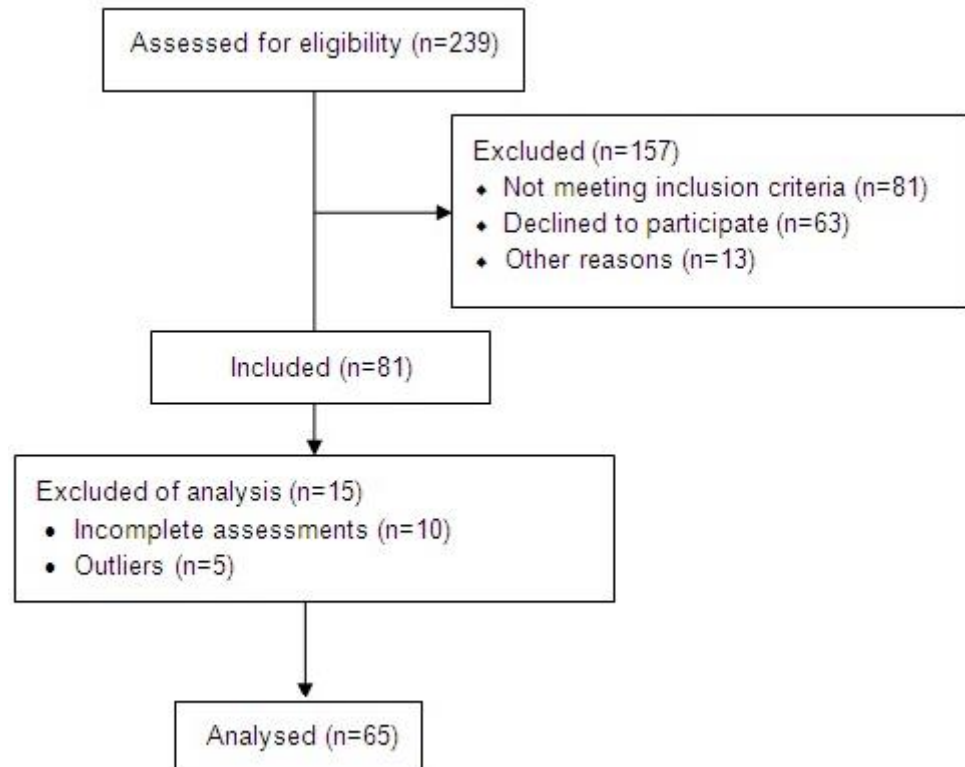 Assessed for eligibility (n=239)
Excluded (n=157)
⬥ Not meeting inclusion criteria (n=81)
⬥ Declined to participate (n=63)
⬥ Other reasons (n=13)
Included (n=81)
Excluded of analysis (n=15)
• Incomplete assessments (n=10)
• Outliers (n=5)
Analysed (n=65)